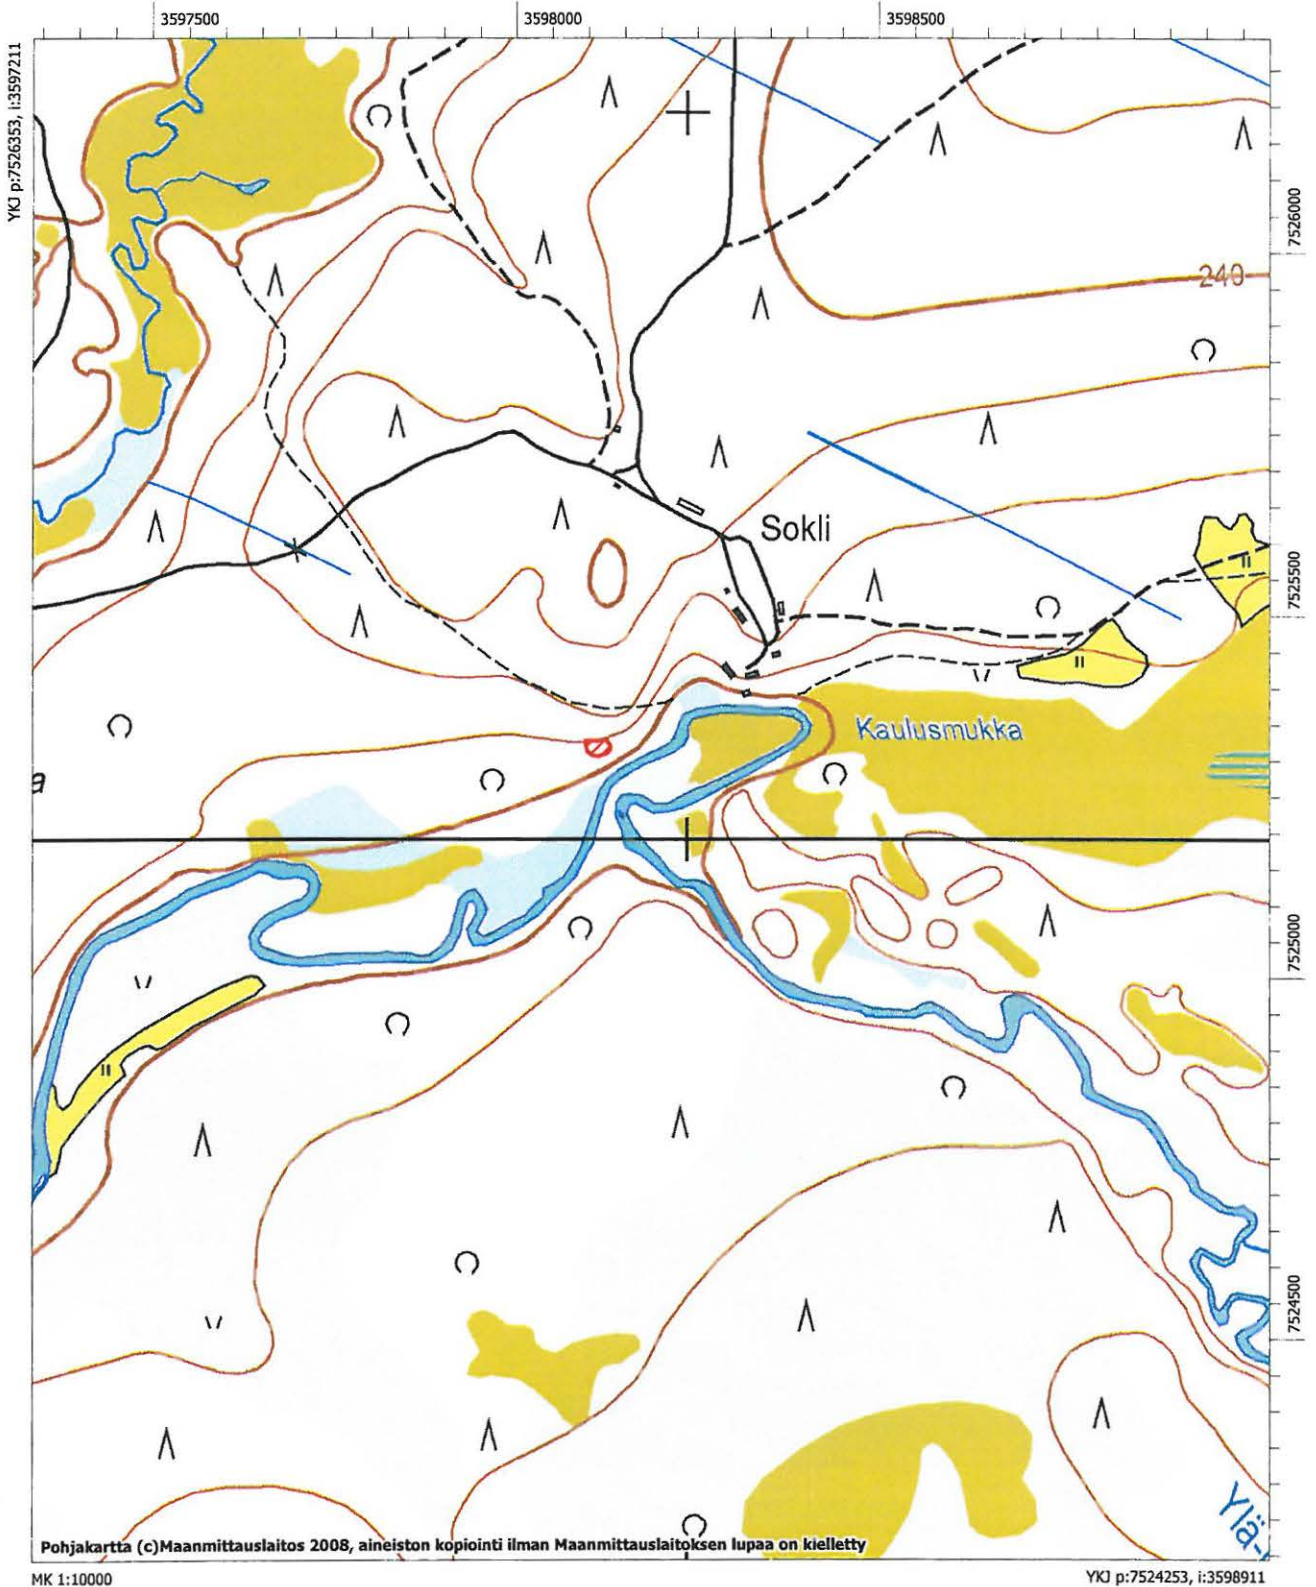 3597500
3598000
3598500
YKJ p:7526353, i:3597211
7526000
240
Sokli
7525500
Kaulusmukka
a
7525000
7524500
Ylä-
Pohjakartta (c)Maanmittauslaitos 2008, aineiston kopiointi ilman Maanmittauslaitoksen lupaa on kielletty
MK 1:10000
YKJ p:7524253, i:3598911